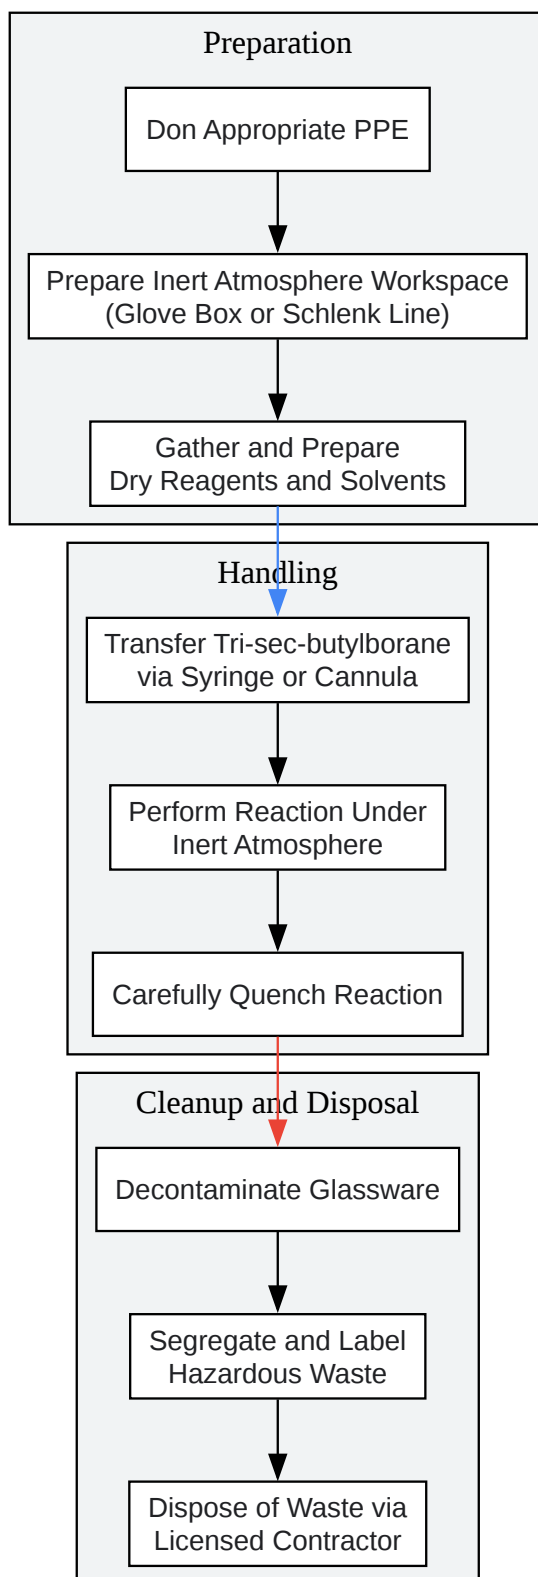 Preparation
Don Appropriate PPE
Prepare Inert Atmosphere Workspace
(Glove Box or Schlenk Line)
Gather and Prepare
Dry Reagents and Solvents
Handling
Transfer Tri-sec-butylborane
via Syringe or Cannula
Perform Reaction Under
Inert Atmosphere
Carefully Quench Reaction
Cleanup and Disposal
Decontaminate Glassware
Segregate and Label
Hazardous Waste
Dispose of Waste via
Licensed Contractor